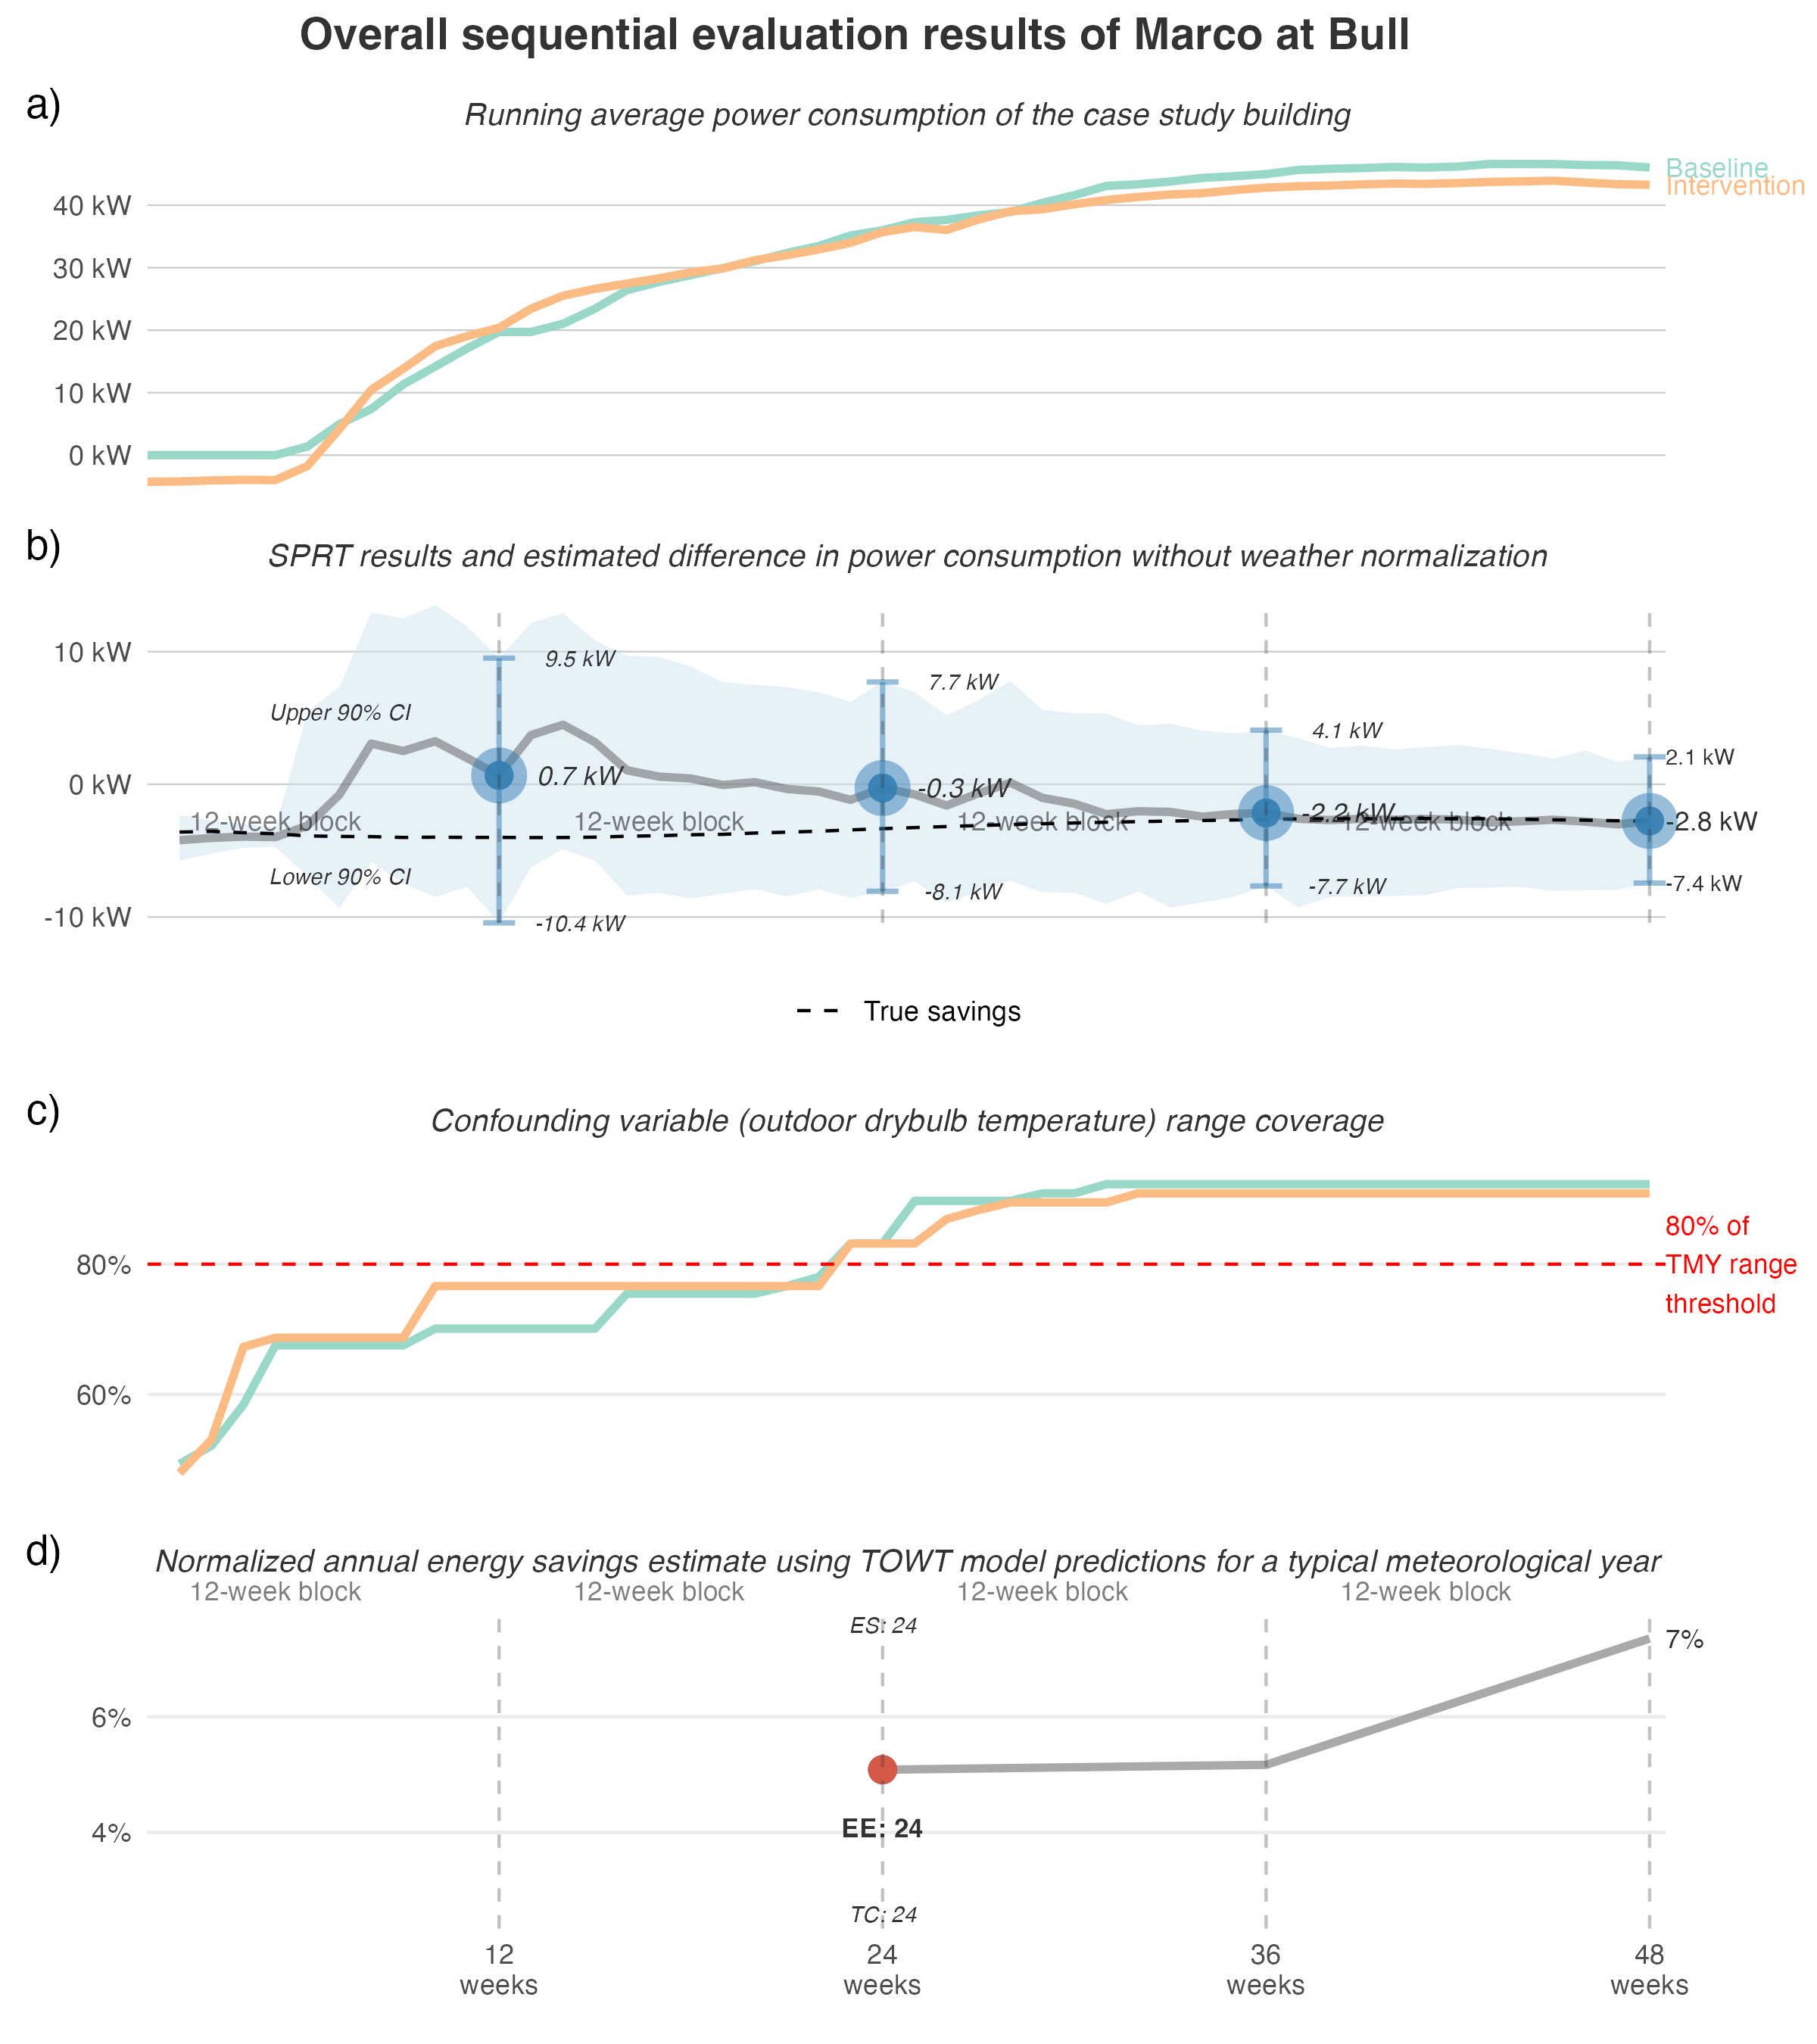 Overall sequential evaluation results of Marco at Bull
a)
Running average power consumption of the case study building
Baseline
Intervention
40 kW
30 kW
20 kW
10 kW
0 kW
b)
SPRT results and estimated difference in power consumption without weather normalization
10 kW
9.5 kW
7.7 kW
Upper 90% CI
4.1 kW
2.1 kW
0 kW
0.7 kW
-0.3 kW
-2.2 kW
-2.8 kW
12-week block
12-week block
12-week block
12-week block
Lower 90% CI
-8.1 kW
-7.7 kW
-7.4 kW
-10 kW
-10.4 kW
True savings
c)
Confounding variable (outdoor drybulb temperature) range coverage
80% of
TMY range
threshold
80%
60%
d)
Normalized annual energy savings estimate using TOWT model predictions for a typical meteorological year
12-week block
12-week block
12-week block
12-week block
ES: 24
7%
6%
EE: 24
4%
TC: 24
12
weeks
24
weeks
36
weeks
48
weeks